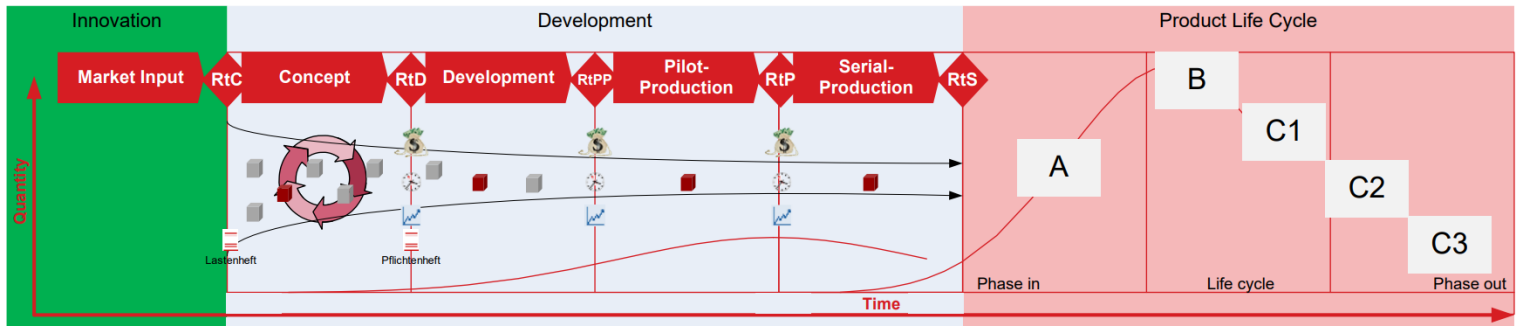 Innovation
Development
Product Life Cycle
Market Input
RtC
Concept
RtD
Development
RtPP
Pilot-
Production
RtP
Serial-
Production
RtS
B
C1
A
C2
C3
Quantity
$
$
$
Lastenheft
Pflichtenheft
Phase in
Life cycle
Phase out
Time